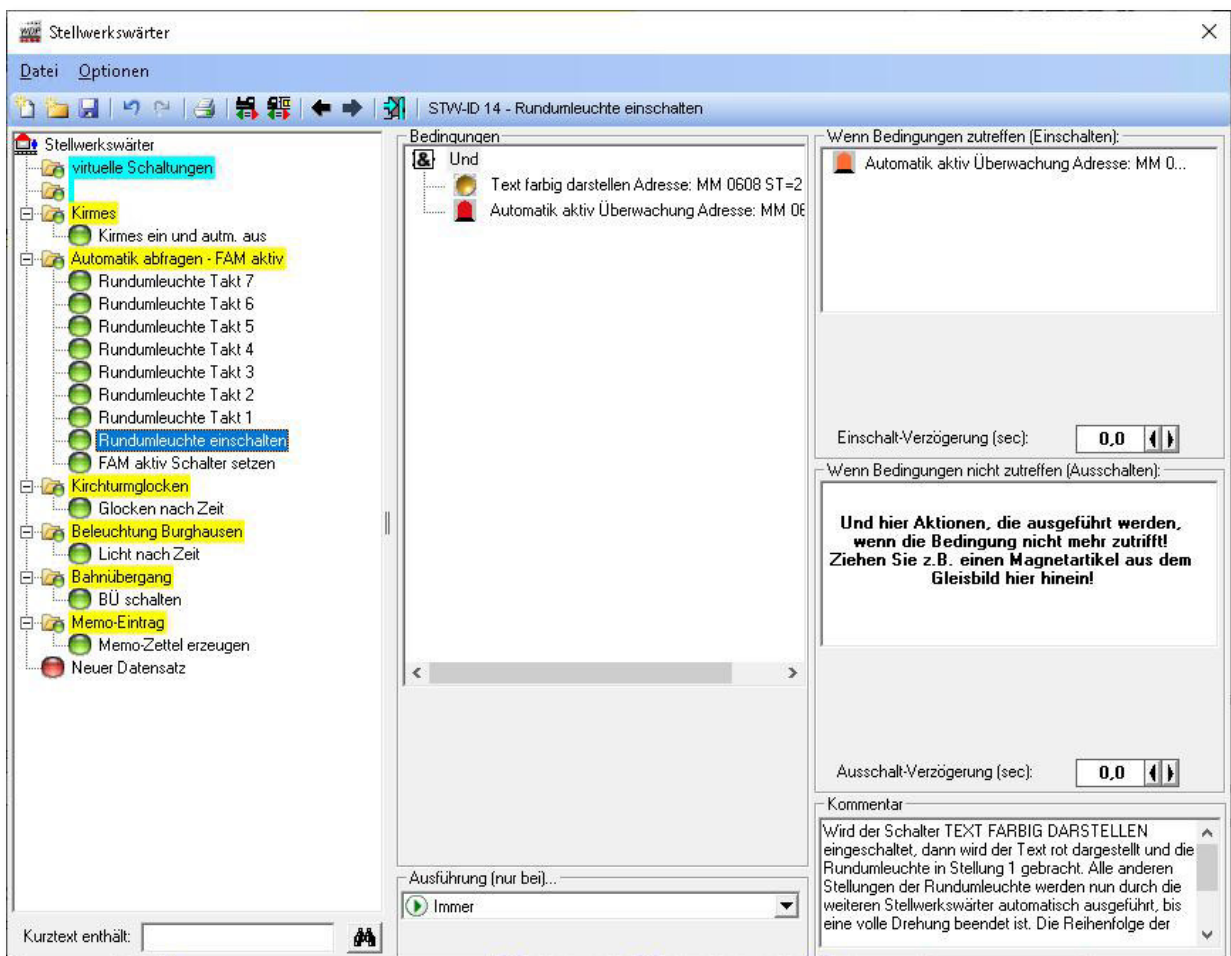 Stellwerkswärter
Datei Optionen
STW-ID 14 - Rundumleuchte einschalten
Stellwerkswärter
virtuelle Schaltungen
Kirmes
Kirmes ein und autm. aus
Automatik abfragen - FAM aktiv
Rundumleuchte Takt 7
Rundumleuchte Takt 6
Rundumleuchte Takt 5
Rundumleuchte Takt 4
Rundumleuchte Takt 3
Rundumleuchte Takt 2
Rundumleuchte Takt 1
Rundumleuchte einschalten
FAM aktiv Schalter setzen
Kirchturmglocken
Glocken nach Zeit
Beleuchtung Burghausen
Licht nach Zeit
Bahnübergang
BÜ schalten
Memo-Eintrag
Memo-Zettel erzeugen
Neuer Datensatz
Kurztext enthält:
Bedingungen
Und
Text farbig darstellen Adresse: MM 0608 ST=2
Automatik aktiv Überwachung Adresse: MM 06
Ausführung (nur bei)...
Immer
Wenn Bedingungen zutreffen (Einschalten):
Automatik aktiv Überwachung Adresse: MM 0...
Einschalt-Verzögerung (sec): 0,0
Wenn Bedingungen nicht zutreffen (Ausschalten):
Und hier Aktionen, die ausgeführt werden,
wenn die Bedingung nicht mehr zutrifft!
Ziehen Sie z.B. einen Magnetartikel aus dem
Gleisbild hier hinein!
Ausschalt-Verzögerung (sec): 0,0
Kommentar
Wird der Schalter TEXT FARBIG DARSTELLEN
eingeschaltet, dann wird der Text rot dargestellt und die
Rundumleuchte in Stellung 1 gebracht. Alle anderen
Stellungen der Rundumleuchte werden nun durch die
weiteren Stellwerkswärter automatisch ausgeführt, bis
eine volle Drehung beendet ist. Die Reihenfolge der